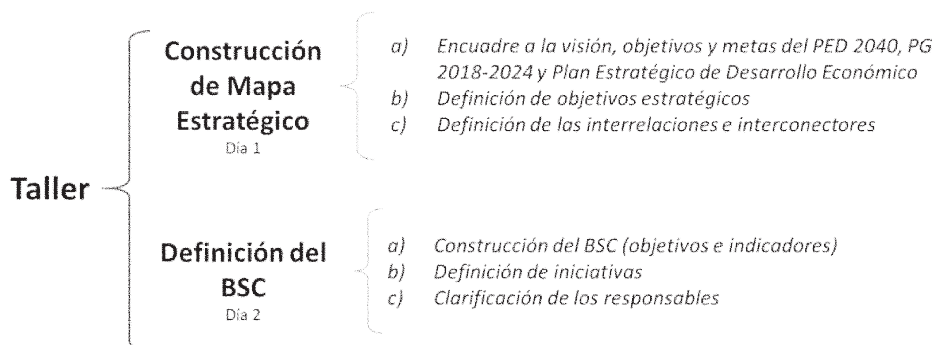 Taller
Construcción
de Mapa
Estratégico
Día 1
a) Encuadre a la visión, objetivos y metas del PED 2040, PG
2018-2024 y Plan Estratégico de Desarrollo Económico
b) Definición de objetivos estratégicos
c) Definición de las interrelaciones e interconectores
Definición del
BSC
Día 2
a) Construcción del BSC (objetivos e indicadores)
b) Definición de iniciativas
c) Clarificación de los responsables